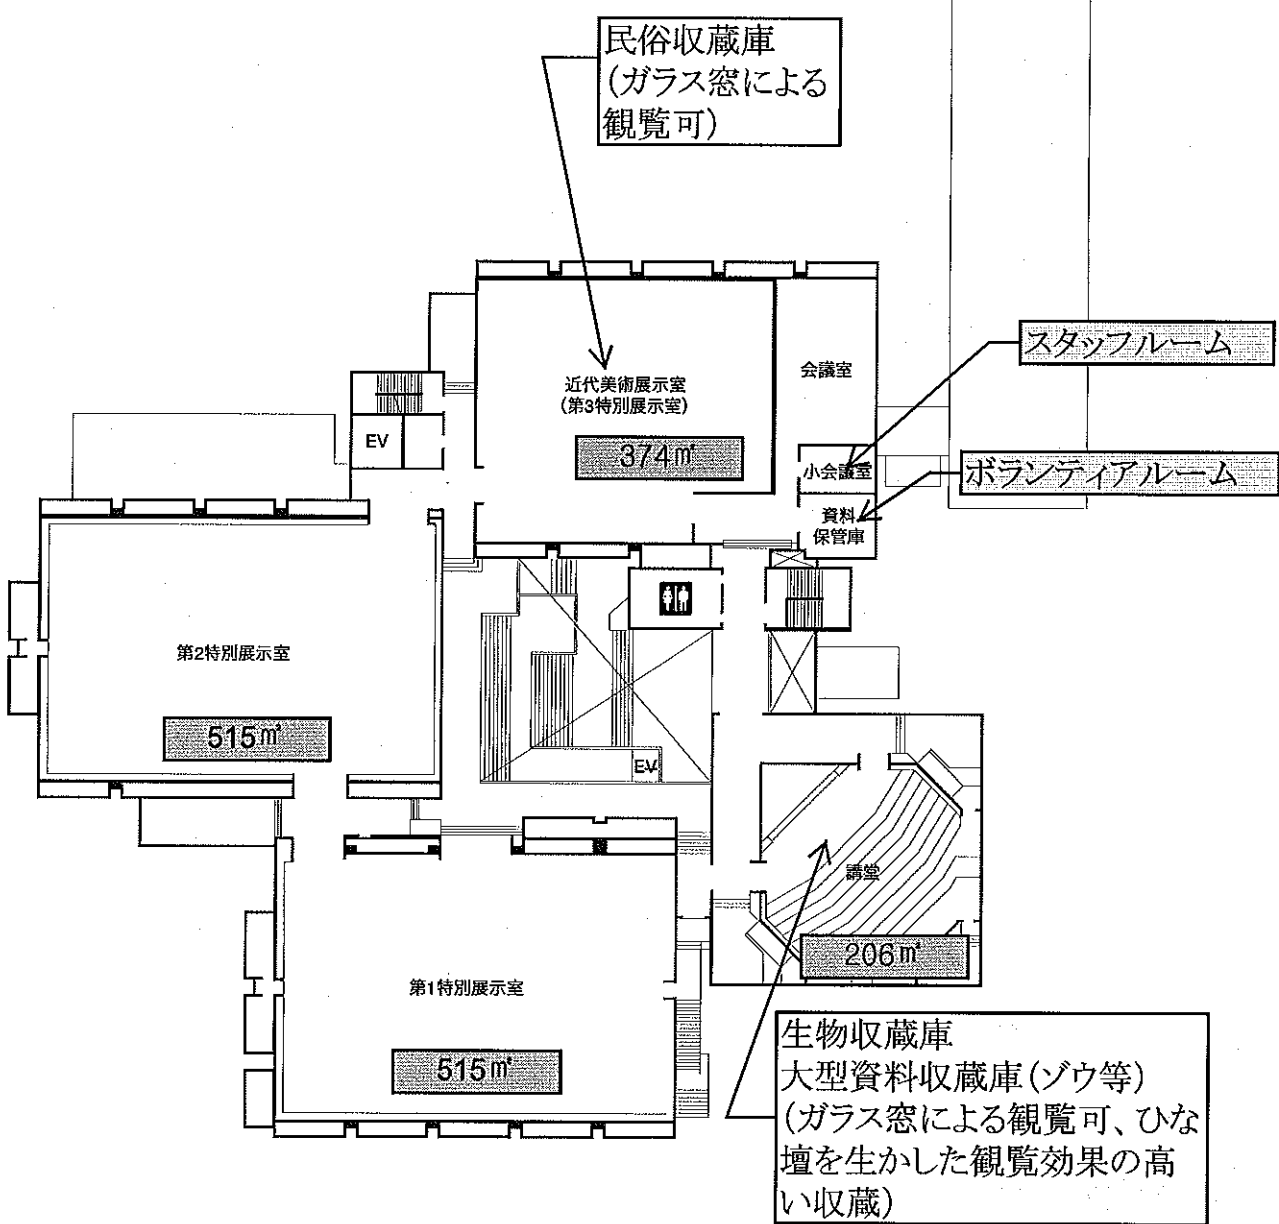 民俗収蔵庫
(ガラス窓による
観覧可)
スタッフルーム
会議室
近代美術展示室
(第3特別展示室)
EV
374㎡
小会議室
ボランティアルーム
資料
保管庫
第2特別展示室
515㎡
EV
講堂
206㎡
第1特別展示室
515㎡
生物収蔵庫
大型資料収蔵庫(ゾウ等)
(ガラス窓による観覧可、ひな
壇を生かした観覧効果の高
い収蔵)